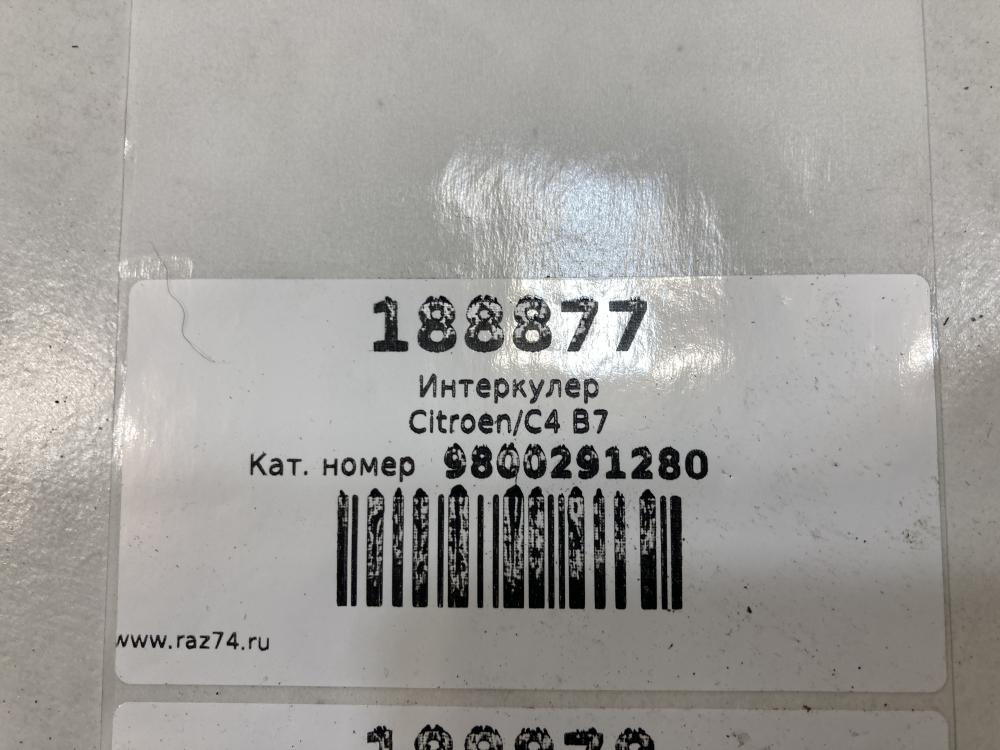 188877
Интеркулер
Citroen/C4 B7
Кат. номер 9800291280
www.raz74.ru